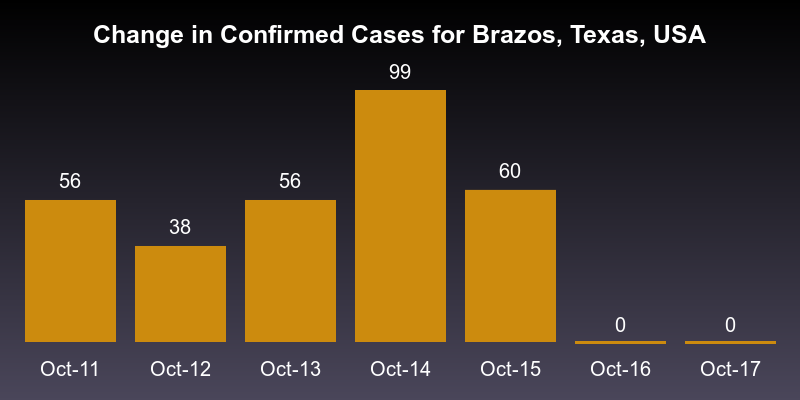 Change in Confirmed Cases for Brazos, Texas, USA
99
56
38
56
60
0
0
Oct-11
Oct-12
Oct-13
Oct-14
Oct-15
Oct-16
Oct-17